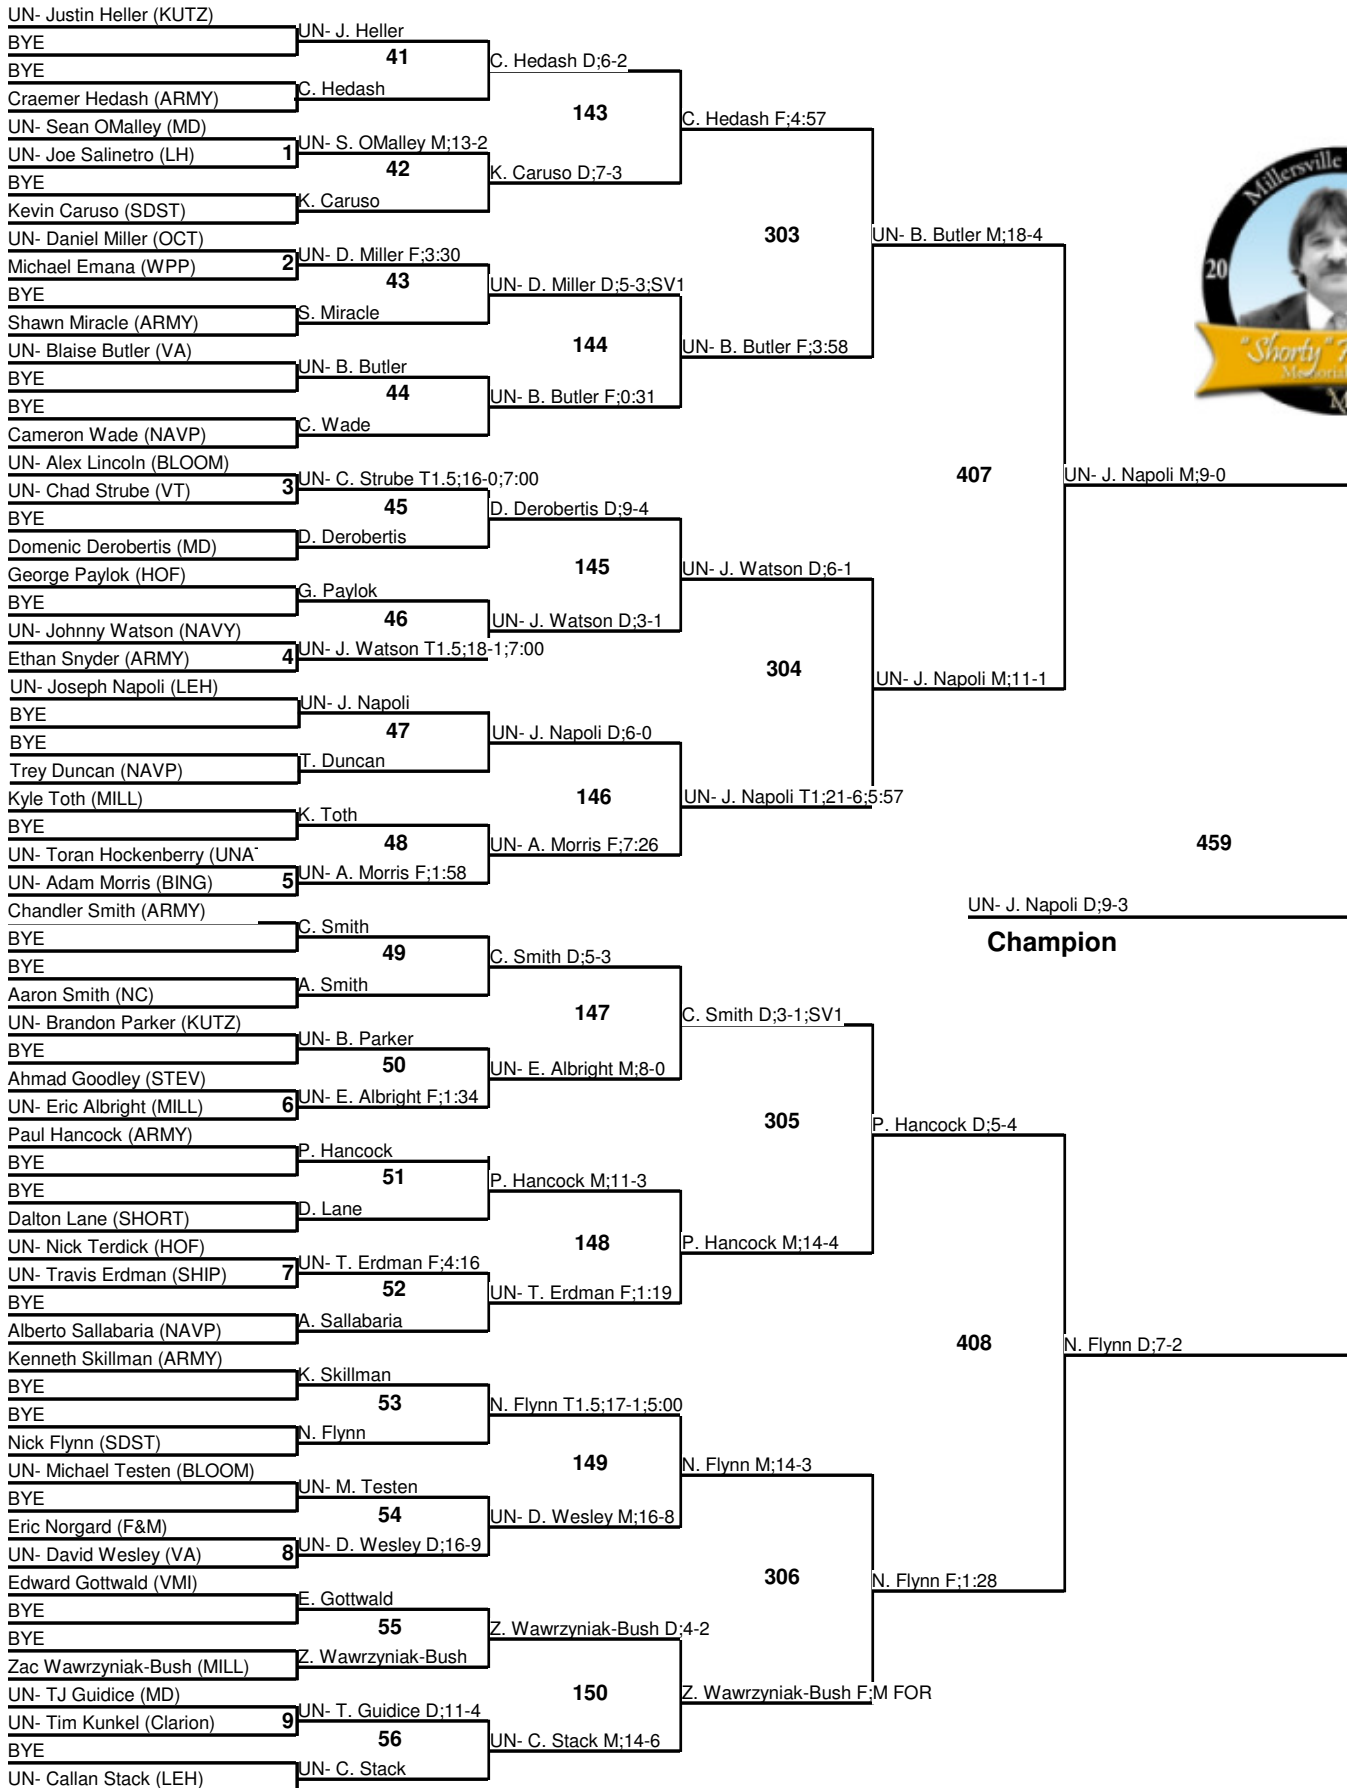 UN- Justin Heller (KUTZ)
BYE
BYE
Craemer Hedash (ARMY)
UN- Sean OMalley (MD)
UN- Joe Salinetro (LH)
BYE
Kevin Caruso (SDST)
UN- Daniel Miller (OCT)
Michael Emana (WPP)
BYE
Shawn Miracle (ARMY)
UN- Blaise Butler (VA)
BYE
BYE
Cameron Wade (NAVP)
UN- Alex Lincoln (BLOOM)
UN- Chad Strube (VT)
BYE
Domenic Derobertis (MD)
George Paylok (HOF)
BYE
UN- Johnny Watson (NAVY)
Ethan Snyder (ARMY)
UN- Joseph Napoli (LEH)
BYE
BYE
Trey Duncan (NAVP)
Kyle Toth (MILL)
BYE
UN- Toran Hockenberry (UNAT
UN- Adam Morris (BING)
Chandler Smith (ARMY)
BYE
BYE
Aaron Smith (NC)
UN- Brandon Parker (KUTZ)
BYE
Ahmad Goodley (STEV)
UN- Eric Albright (MILL)
Paul Hancock (ARMY)
BYE
BYE
Dalton Lane (SHORT)
UN- Nick Terdick (HOF)
UN- Travis Erdman (SHIP)
BYE
Alberto Sallabaria (NAVP)
Kenneth Skillman (ARMY)
BYE
BYE
Nick Flynn (SDST)
UN- Michael Testen (BLOOM)
BYE
Eric Norgard (F&M)
UN- David Wesley (VA)
Edward Gottwald (VMI)
BYE
BYE
Zac Wawrzyniak-Bush (MILL)
UN- TJ Guidice (MD)
UN- Tim Kunkel (Clarion)
BYE
UN- Callan Stack (LEH)
1
2
3
4
5
6
7
8
9
UN- J. Heller
41
C. Hedash
UN- S. OMalley M;13-2
42
K. Caruso
UN- D. Miller F;3:30
43
S. Miracle
UN- B. Butler
44
C. Wade
UN- C. Strube T1.5;16-0;7:00
45
D. Derobertis
G. Paylok
46
UN- J. Watson T1.5;18-1;7:00
UN- J. Napoli
47
T. Duncan
K. Toth
48
UN- A. Morris F;1:58
C. Smith
49
A. Smith
UN- B. Parker
50
UN- E. Albright F;1:34
P. Hancock
51
D. Lane
UN- T. Erdman F;4:16
52
A. Sallabaria
K. Skillman
53
N. Flynn
UN- M. Testen
54
UN- D. Wesley D;16-9
E. Gottwald
55
Z. Wawrzyniak-Bush
UN- T. Guidice D;11-4
56
UN- C. Stack
C. Hedash D;6-2
143
K. Caruso D;7-3
UN- D. Miller D;5-3;SV1
144
UN- B. Butler F;0:31
D. Derobertis D;9-4
145
UN- J. Watson D;3-1
UN- J. Napoli D;6-0
146
UN- A. Morris F;7:26
C. Smith D;5-3
147
UN- E. Albright M;8-0
P. Hancock M;11-3
148
UN- T. Erdman F;1:19
N. Flynn T1.5;17-1;5:00
149
UN- D. Wesley M;16-8
Z. Wawrzyniak-Bush D;4-2
150
UN- C. Stack M;14-6
C. Hedash F;4:57
303
UN- B. Butler F;3:58
UN- J. Watson D;6-1
304
UN- J. Napoli T1;21-6;5:57
C. Smith D;3-1;SV1
305
P. Hancock M;14-4
N. Flynn M;14-3
306
Z. Wawrzyniak-Bush F;M FOR
UN- B. Butler M;18-4
407
UN- J. Napoli M;11-1
P. Hancock D;5-4
408
N. Flynn F;1:28
UN- J. Napoli M;9-0
459
N. Flynn D;7-2
UN- J. Napoli D;9-3
Champion
Millersville
20
"Shorty"